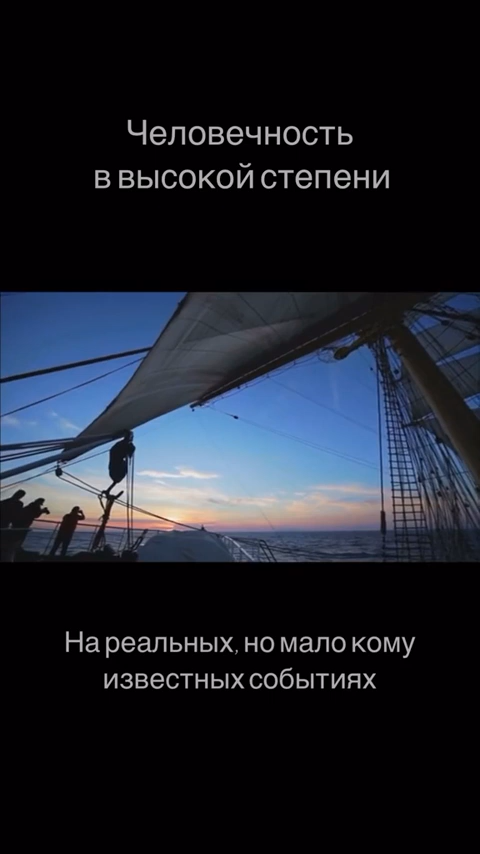 Человечность
в высокой степени
На реальных, но мало кому
известных событиях